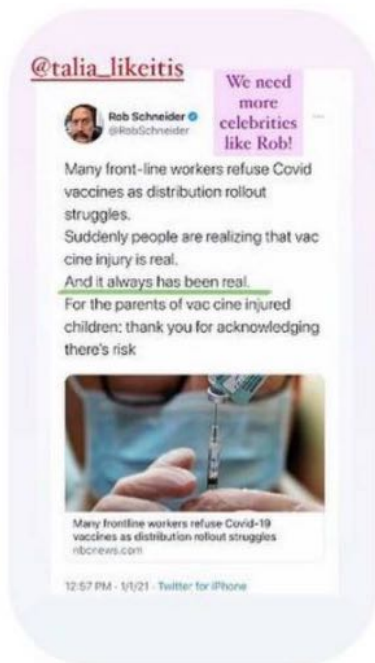 @talia_likeitis
We need
more
celebrities
like Rob!
Rob Schneider
@RobSchneider
Many front-line workers refuse Covid
vaccines as distribution rollout
struggles.
Suddenly people are realizing that vac
cine injury is real.
And it always has been real.
For the parents of vac cine injured
children: thank you for acknowledging
there's risk
Many frontline workers refuse Covid-19
vaccines as distribution rollout struggles
nbcnews.com
12:57 PM · 1/1/21 · Twitter for iPhone